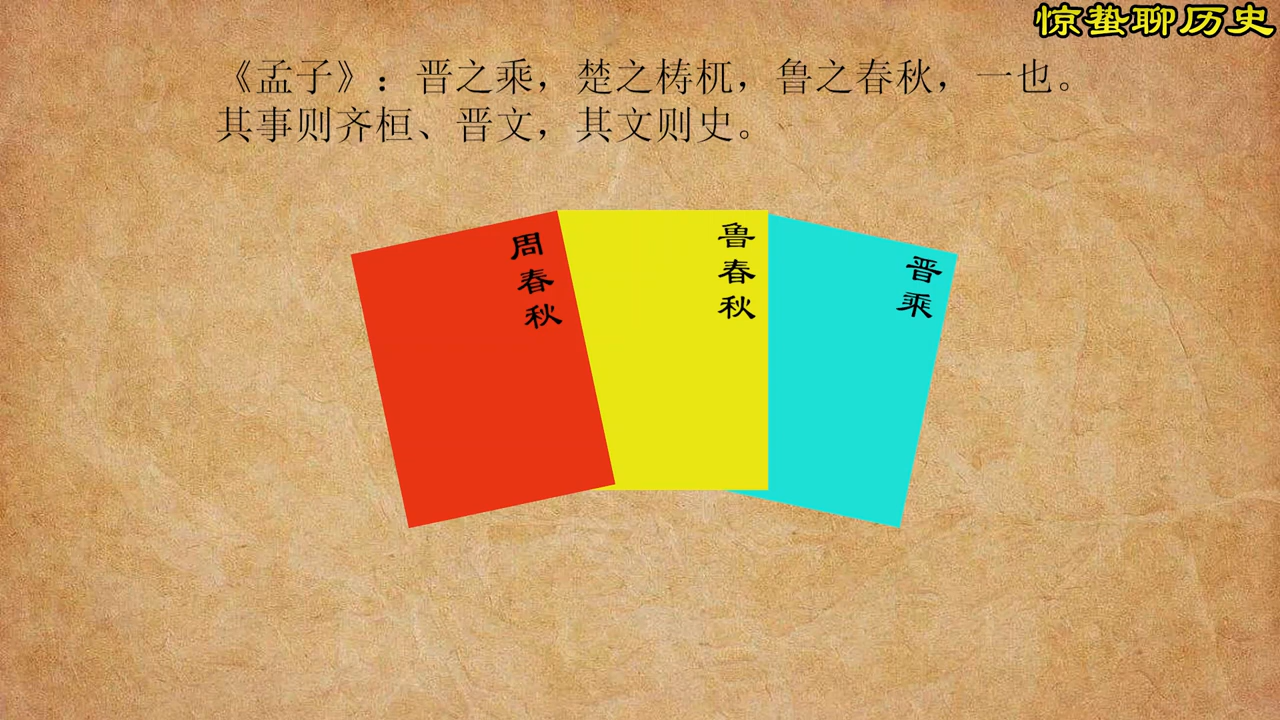 惊蛰聊历史
《孟子》：晋之乘，楚之梼杌，鲁之春秋，一也。
其事则齐桓、晋文，其文则史。
周春秋
鲁春秋
晋乘